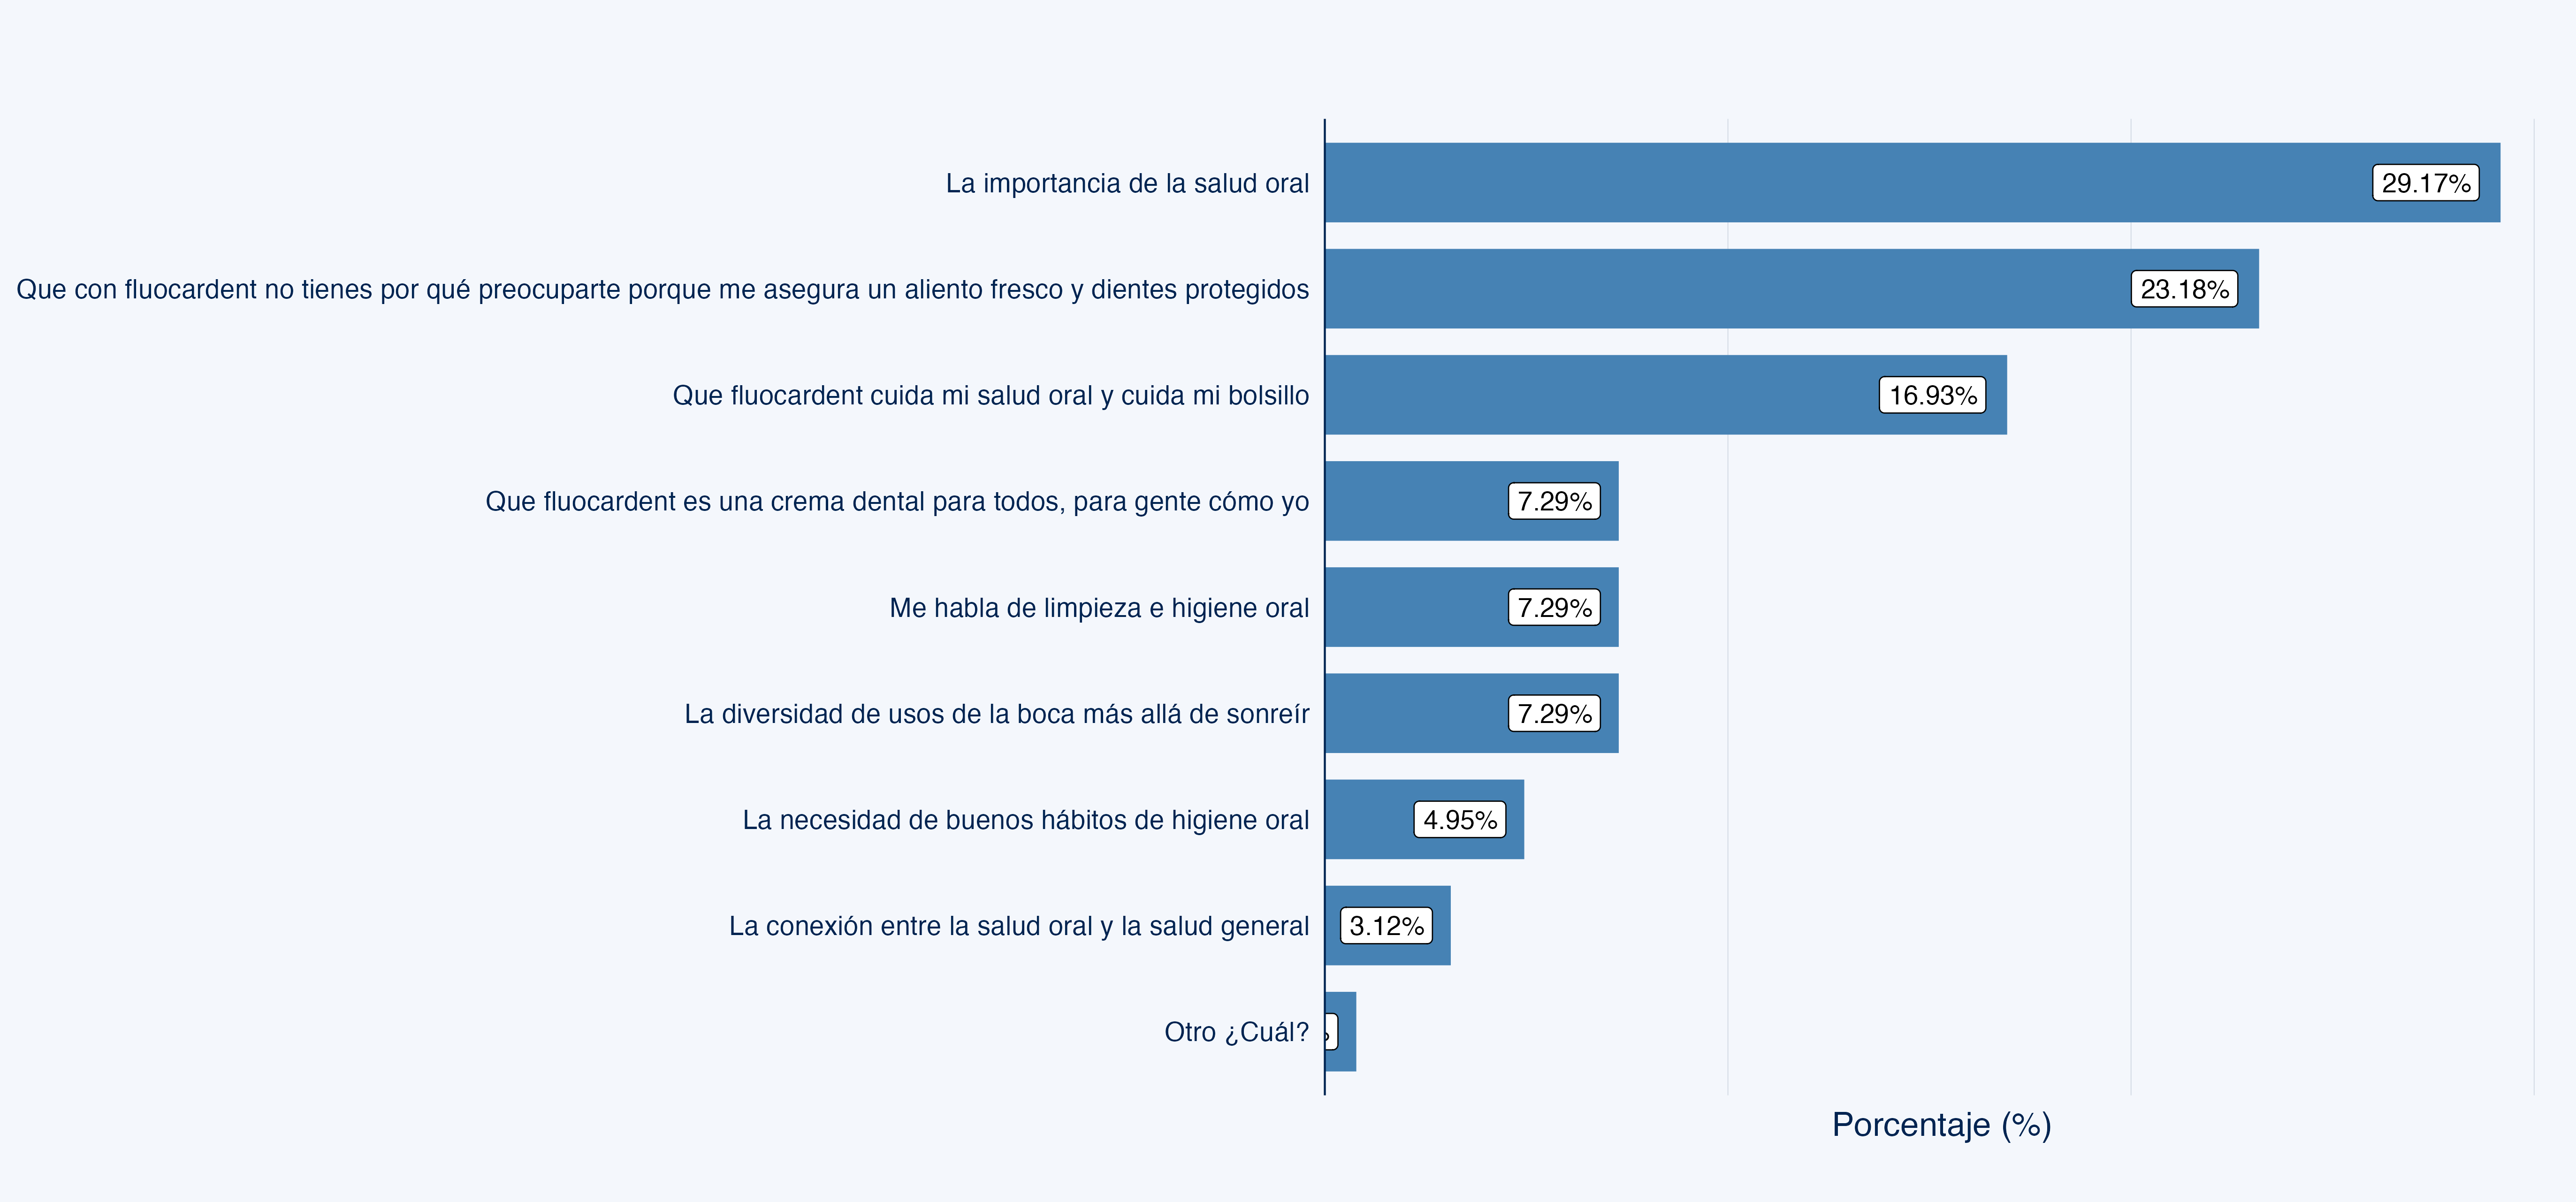 La importancia de la salud oral 29.17%
Que con fluocardent no tienes por qué preocuparte porque me asegura un aliento fresco y dientes protegidos 23.18%
Que fluocardent cuida mi salud oral y cuida mi bolsillo 16.93%
Que fluocardent es una crema dental para todos, para gente cómo yo 7.29%
Me habla de limpieza e higiene oral 7.29%
La diversidad de usos de la boca más allá de sonreír 7.29%
La necesidad de buenos hábitos de higiene oral 4.95%
La conexión entre la salud oral y la salud general 3.12%
Otro ¿Cuál?
Porcentaje (%)